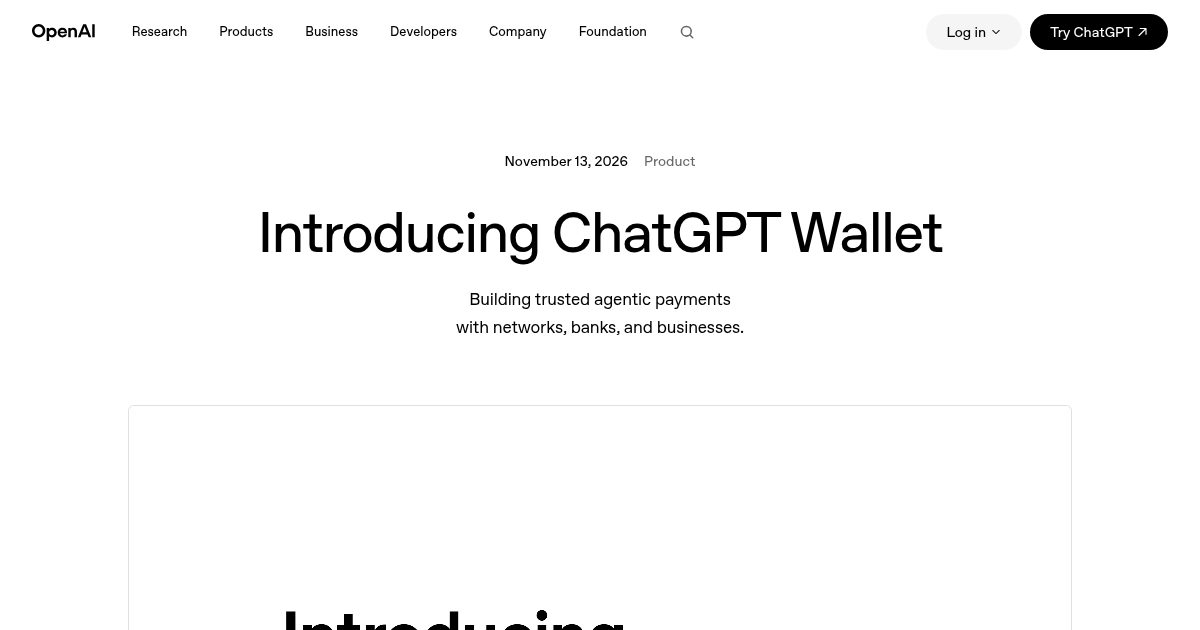 OpenAI Research Products Business Developers Company Foundation Log in Try ChatGPT ↗
November 13, 2026 Product
Introducing ChatGPT Wallet
Building trusted agentic payments
with networks, banks, and businesses.
Introducing